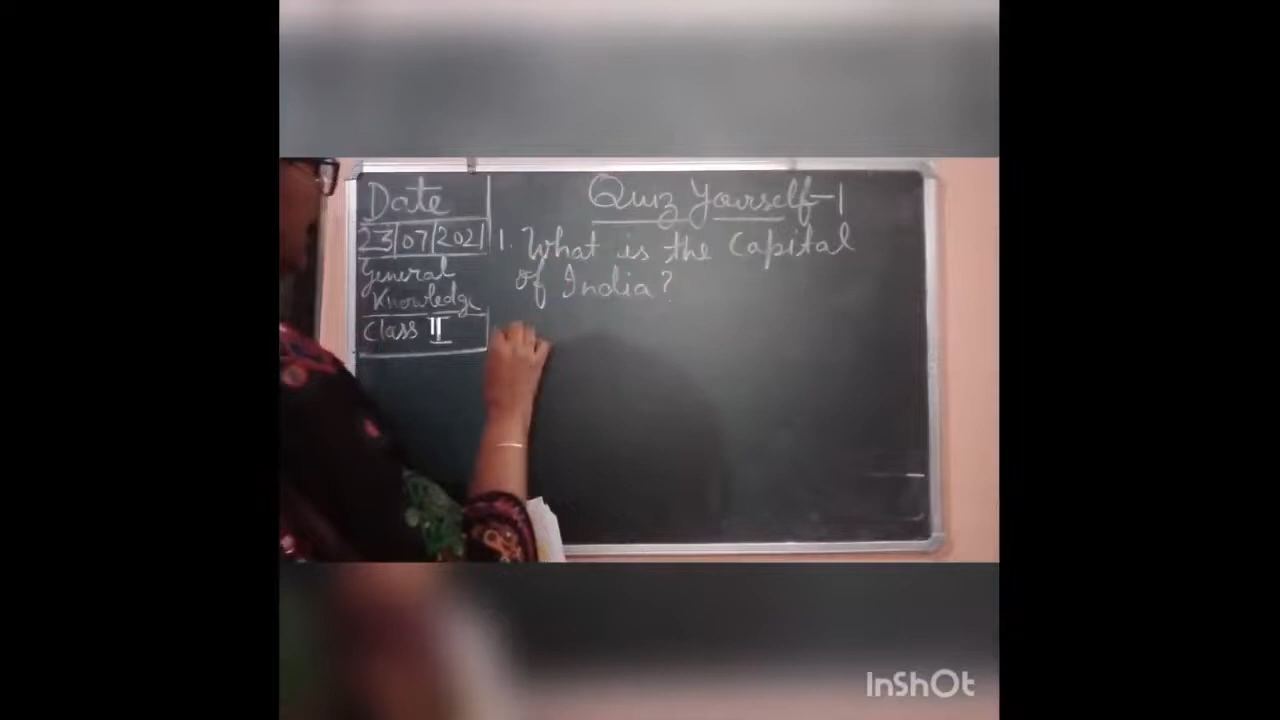 Date
23/07/2021
General
Knowledge
Class II
Quiz Yourself-1
1. What is the Capital
of India?
InShOt